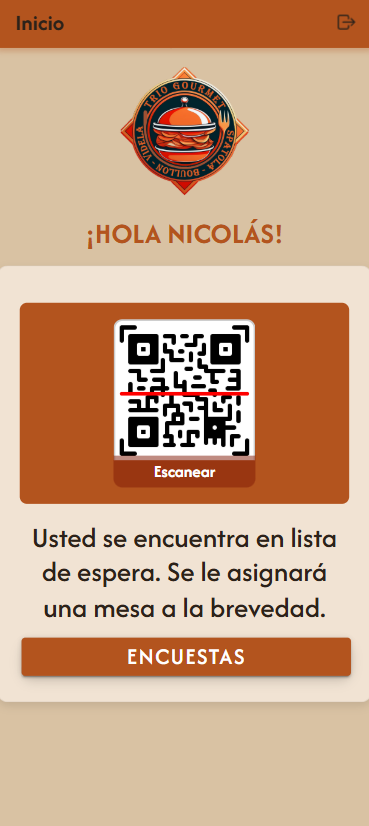 Inicio
TRIO GOURMET
SPATOLA - BOULLON - VIDELA
¡HOLA NICOLÁS!
Escanear
Usted se encuentra en lista
de espera. Se le asignará
una mesa a la brevedad.
ENCUESTAS